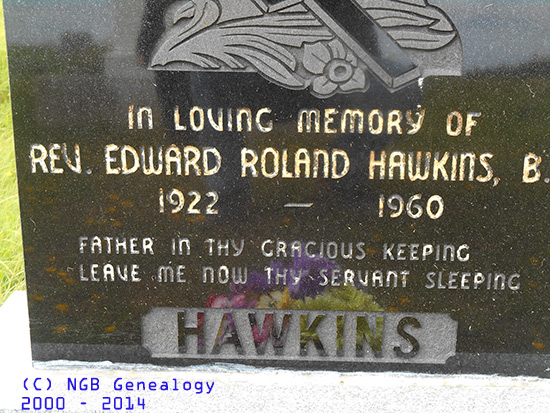 IN LOVING MEMORY OF
REV. EDWARD ROLAND HAWKINS, B.
1922 — 1960
FATHER IN THY GRACIOUS KEEPING
LEAVE ME NOW THY SERVANT SLEEPING
HAWKINS
(C) NGB Genealogy
2000 - 2014